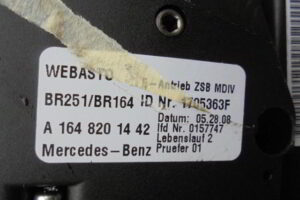 WEBASTO -Antrieb ZSB MDIV
BR251/BR164 ID Nr. 1705363F
Datum: 05.28.08
A 164 820 14 42 lfd Nr. 0157747
Lebenslauf 2
Mercedes-Benz Pruefer 01